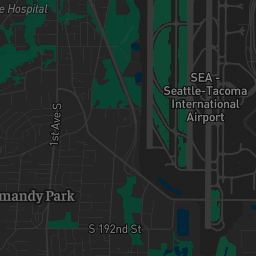 e Hospital
SEA -
Seattle-Tacoma
International
Airport
1st Ave S
mandy Park
S 192nd St